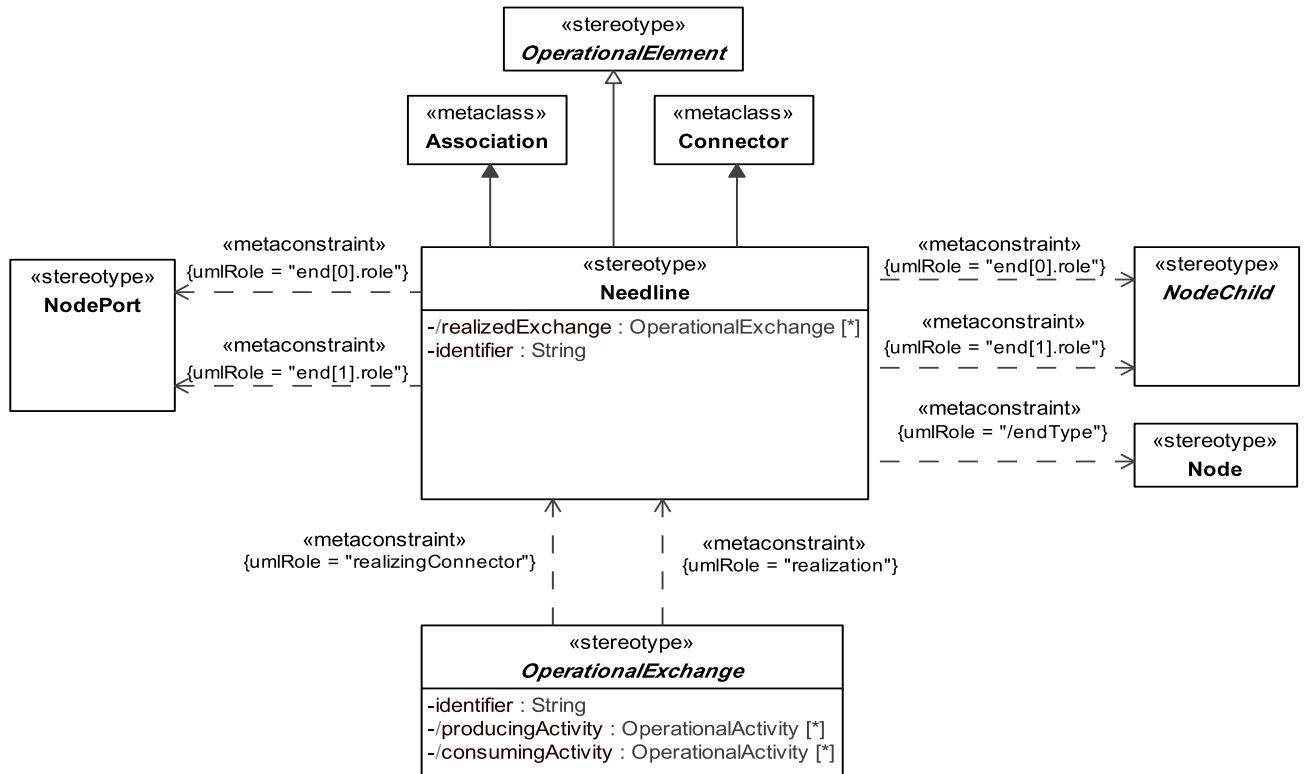 «stereotype»
OperationalElement
«metaclass»
Association
«metaclass»
Connector
«metaconstraint»
{umlRole = "end[0].role"}
«stereotype»
NodePort
«metaconstraint»
{umlRole = "end[1].role"}
«stereotype»
Needline
-/realizedExchange : OperationalExchange [*]
-identifier : String
«metaconstraint»
{umlRole = "end[0].role"}
«metaconstraint»
{umlRole = "end[1].role"}
«stereotype»
NodeChild
«metaconstraint»
{umlRole = "/endType"}
«stereotype»
Node
«metaconstraint»
{umlRole = "realizingConnector"}
«metaconstraint»
{umlRole = "realization"}
«stereotype»
OperationalExchange
-identifier : String
-/producingActivity : OperationalActivity [*]
-/consumingActivity : OperationalActivity [*]